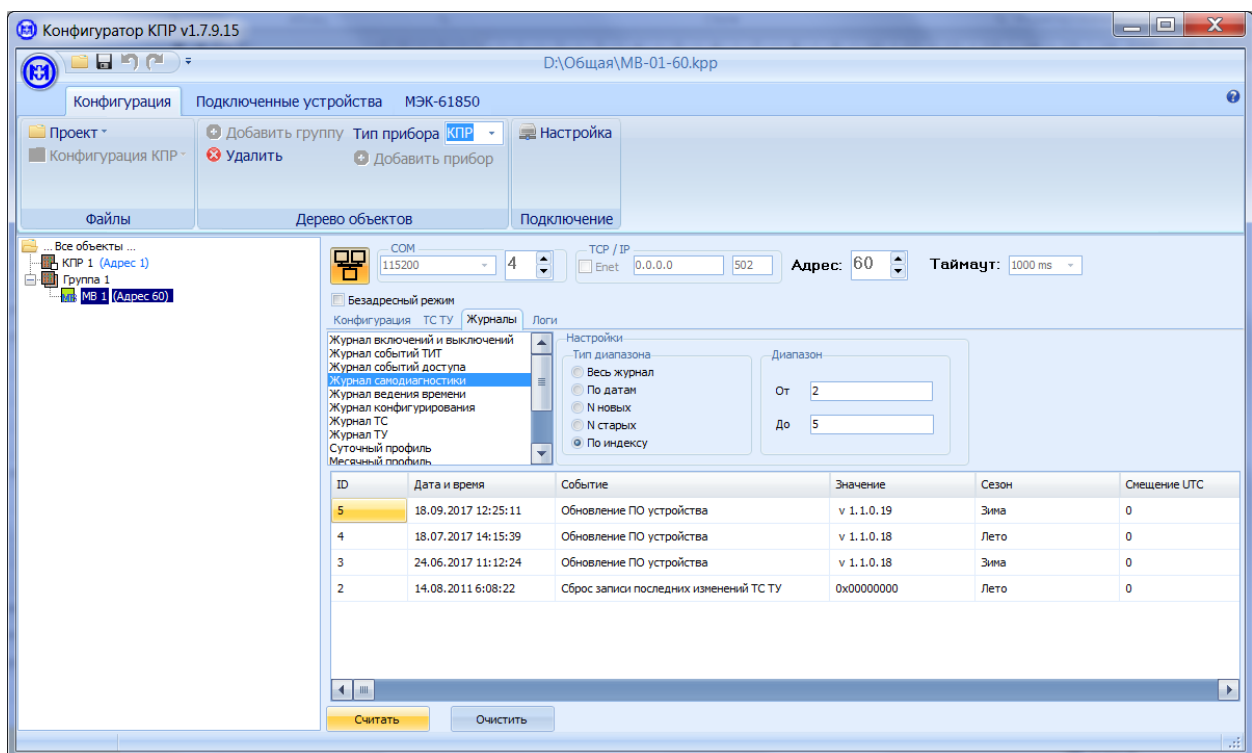 Конфигуратор КПР v1.7.9.15
D:\Общая\МВ-01-60.kpp
Конфигурация Подключенные устройства МЭК-61850
Проект Добавить группу Тип прибора КПР Настройка
Конфигурация КПР Удалить Добавить прибор
Файлы Дерево объектов Подключение
... Все объекты ...
КПР 1 (Адрес 1)
Группа 1
МВ МВ 1 (Адрес 60)
COM TCP / IP
115200 4 Enet 0.0.0.0 502 Адрес: 60 Таймаут: 1000 ms
Безадресный режим
Конфигурация ТС ТУ Журналы Логи
Журнал включений и выключений
Журнал событий ТИТ
Журнал событий доступа
Журнал самодиагностики
Журнал ведения времени
Журнал конфигурирования
Журнал ТС
Журнал ТУ
Суточный профиль
Месячный профиль
Настройки
Тип диапазона
Весь журнал
По датам
N новых
N старых
По индексу
Диапазон
От 2
До 5
ID Дата и время Событие Значение Сезон Смещение UTC
5 18.09.2017 12:25:11 Обновление ПО устройства v 1.1.0.19 Зима 0
4 18.07.2017 14:15:39 Обновление ПО устройства v 1.1.0.18 Лето 0
3 24.06.2017 11:12:24 Обновление ПО устройства v 1.1.0.18 Зима 0
2 14.08.2011 6:08:22 Сброс записи последних изменений ТС ТУ 0x00000000 Лето 0
Считать Очистить